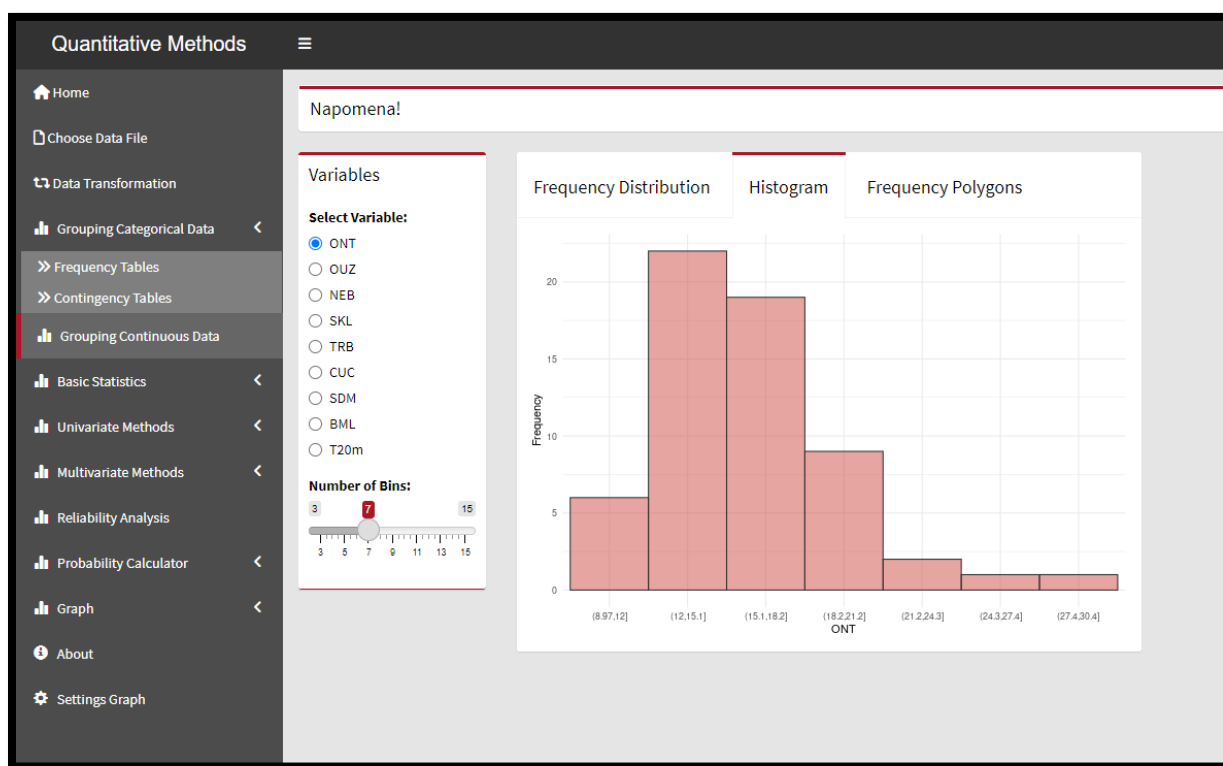 Quantitative Methods
Home
Choose Data File
Data Transformation
Grouping Categorical Data
Frequency Tables
Contingency Tables
Grouping Continuous Data
Basic Statistics
Univariate Methods
Multivariate Methods
Reliability Analysis
Probability Calculator
Graph
About
Settings Graph
Napomena!
Variables
Select Variable:
ONT
OUZ
NEB
SKL
TRB
CUC
SDM
BML
T20m
Number of Bins:
3 7 15
3 5 7 9 11 13 15
Frequency Distribution Histogram Frequency Polygons
Frequency
20
15
10
5
0
(8.97,12] (12,15.1] (15.1,18.2] (18.2,21.2] (21.2,24.3] (24.3,27.4] (27.4,30.4]
ONT